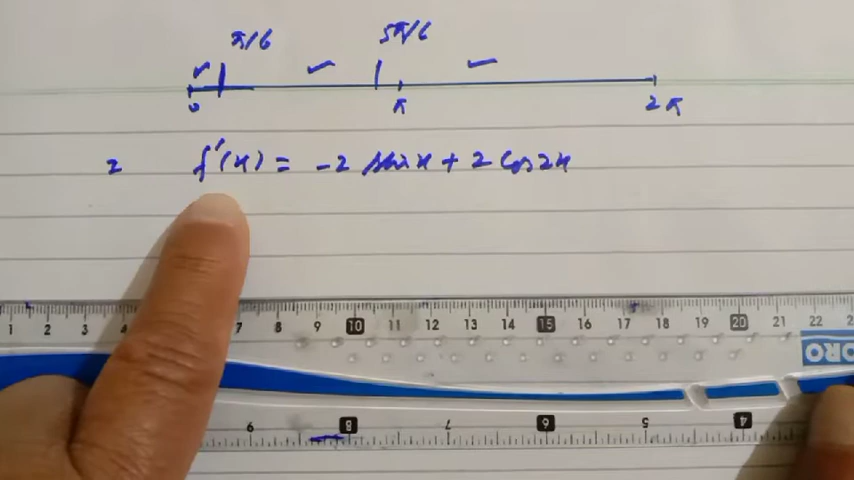 π/6 5π/6
0 π 2π
2 f'(x) = -2 sin x + 2 cos 2x
1 2 3 4 7 8 9 10 11 12 13 14 15 16 17 18 19 20 21 22
ORO
6 8 7 6 5 4